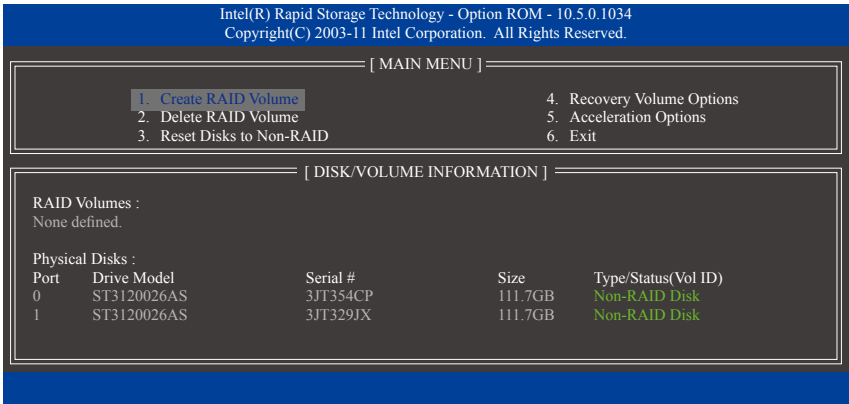 Intel(R) Rapid Storage Technology - Option ROM - 10.5.0.1034
Copyright(C) 2003-11 Intel Corporation. All Rights Reserved.
[ MAIN MENU ]
1. Create RAID Volume
2. Delete RAID Volume
3. Reset Disks to Non-RAID
4. Recovery Volume Options
5. Acceleration Options
6. Exit
[ DISK/VOLUME INFORMATION ]
RAID Volumes :
None defined.
Physical Disks :
Port Drive Model Serial # Size Type/Status(Vol ID)
0 ST3120026AS 3JT354CP 111.7GB Non-RAID Disk
1 ST3120026AS 3JT329JX 111.7GB Non-RAID Disk